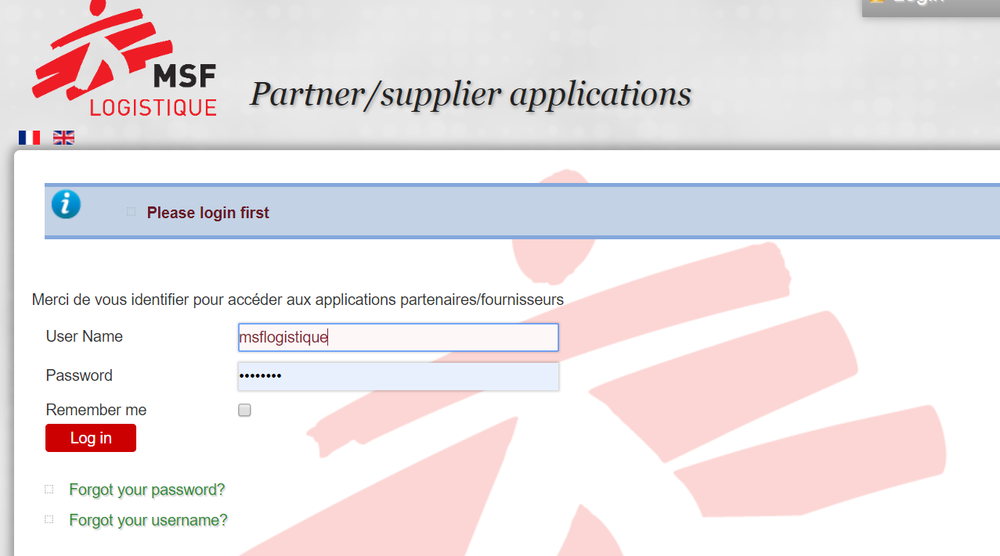 Login
MSF
LOGISTIQUE
Partner/supplier applications
Please login first
Merci de vous identifier pour accéder aux applications partenaires/fournisseurs
User Name
msflogistique
Password
••••••••
Remember me
Log in
Forgot your password?
Forgot your username?